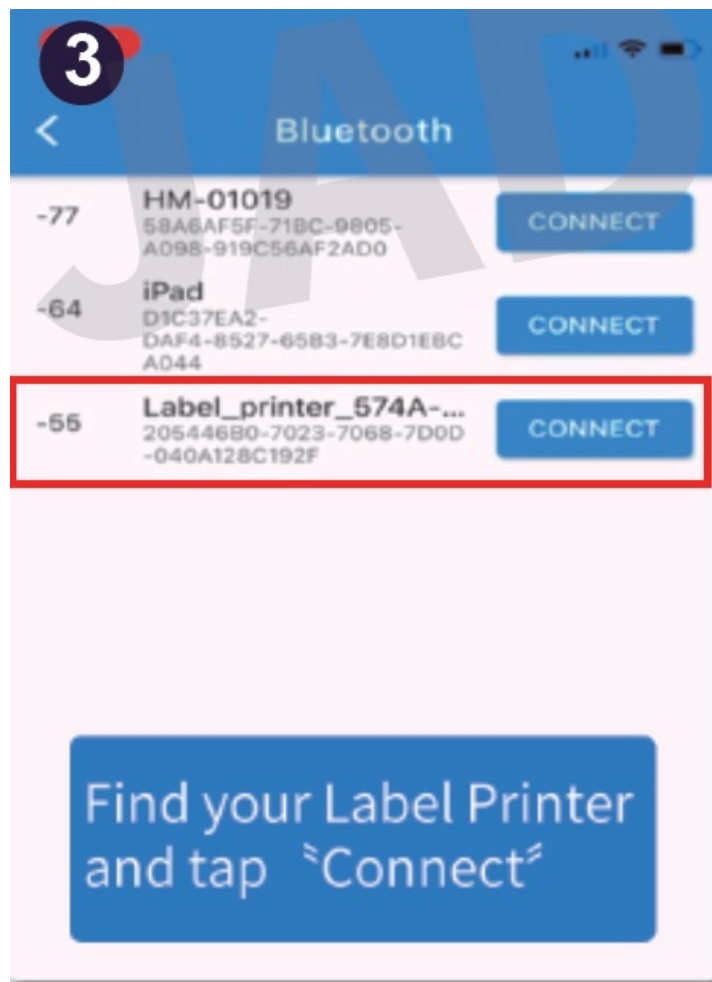 3
Bluetooth
-77
HM-01019
58A6AF5F-71BC-9805-
A098-919C56AF2AD0
CONNECT
-64
iPad
D1C37EA2-
DAF4-8527-6583-7E8D1EBC
A044
CONNECT
-55
Label_printer_574A-...
205446B0-7023-7068-7D0D
-040A128C192F
CONNECT
Find your Label Printer
and tap 〝Connect〞
JAD